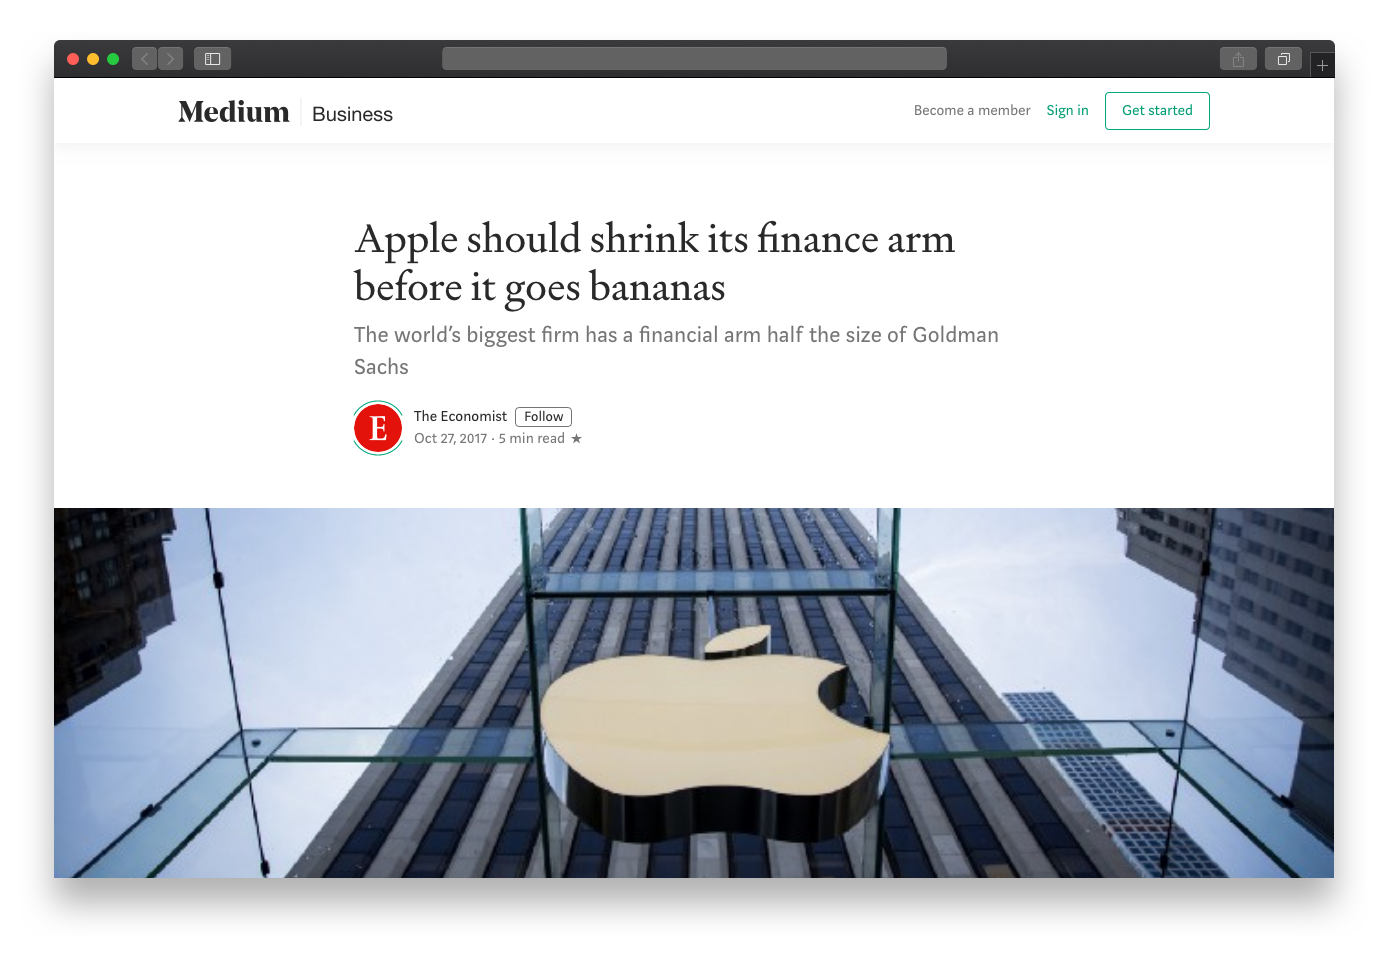 Medium Business
Become a member Sign in Get started
Apple should shrink its finance arm
before it goes bananas
The world’s biggest firm has a financial arm half the size of Goldman
Sachs
E
The Economist Follow
Oct 27, 2017 · 5 min read ★